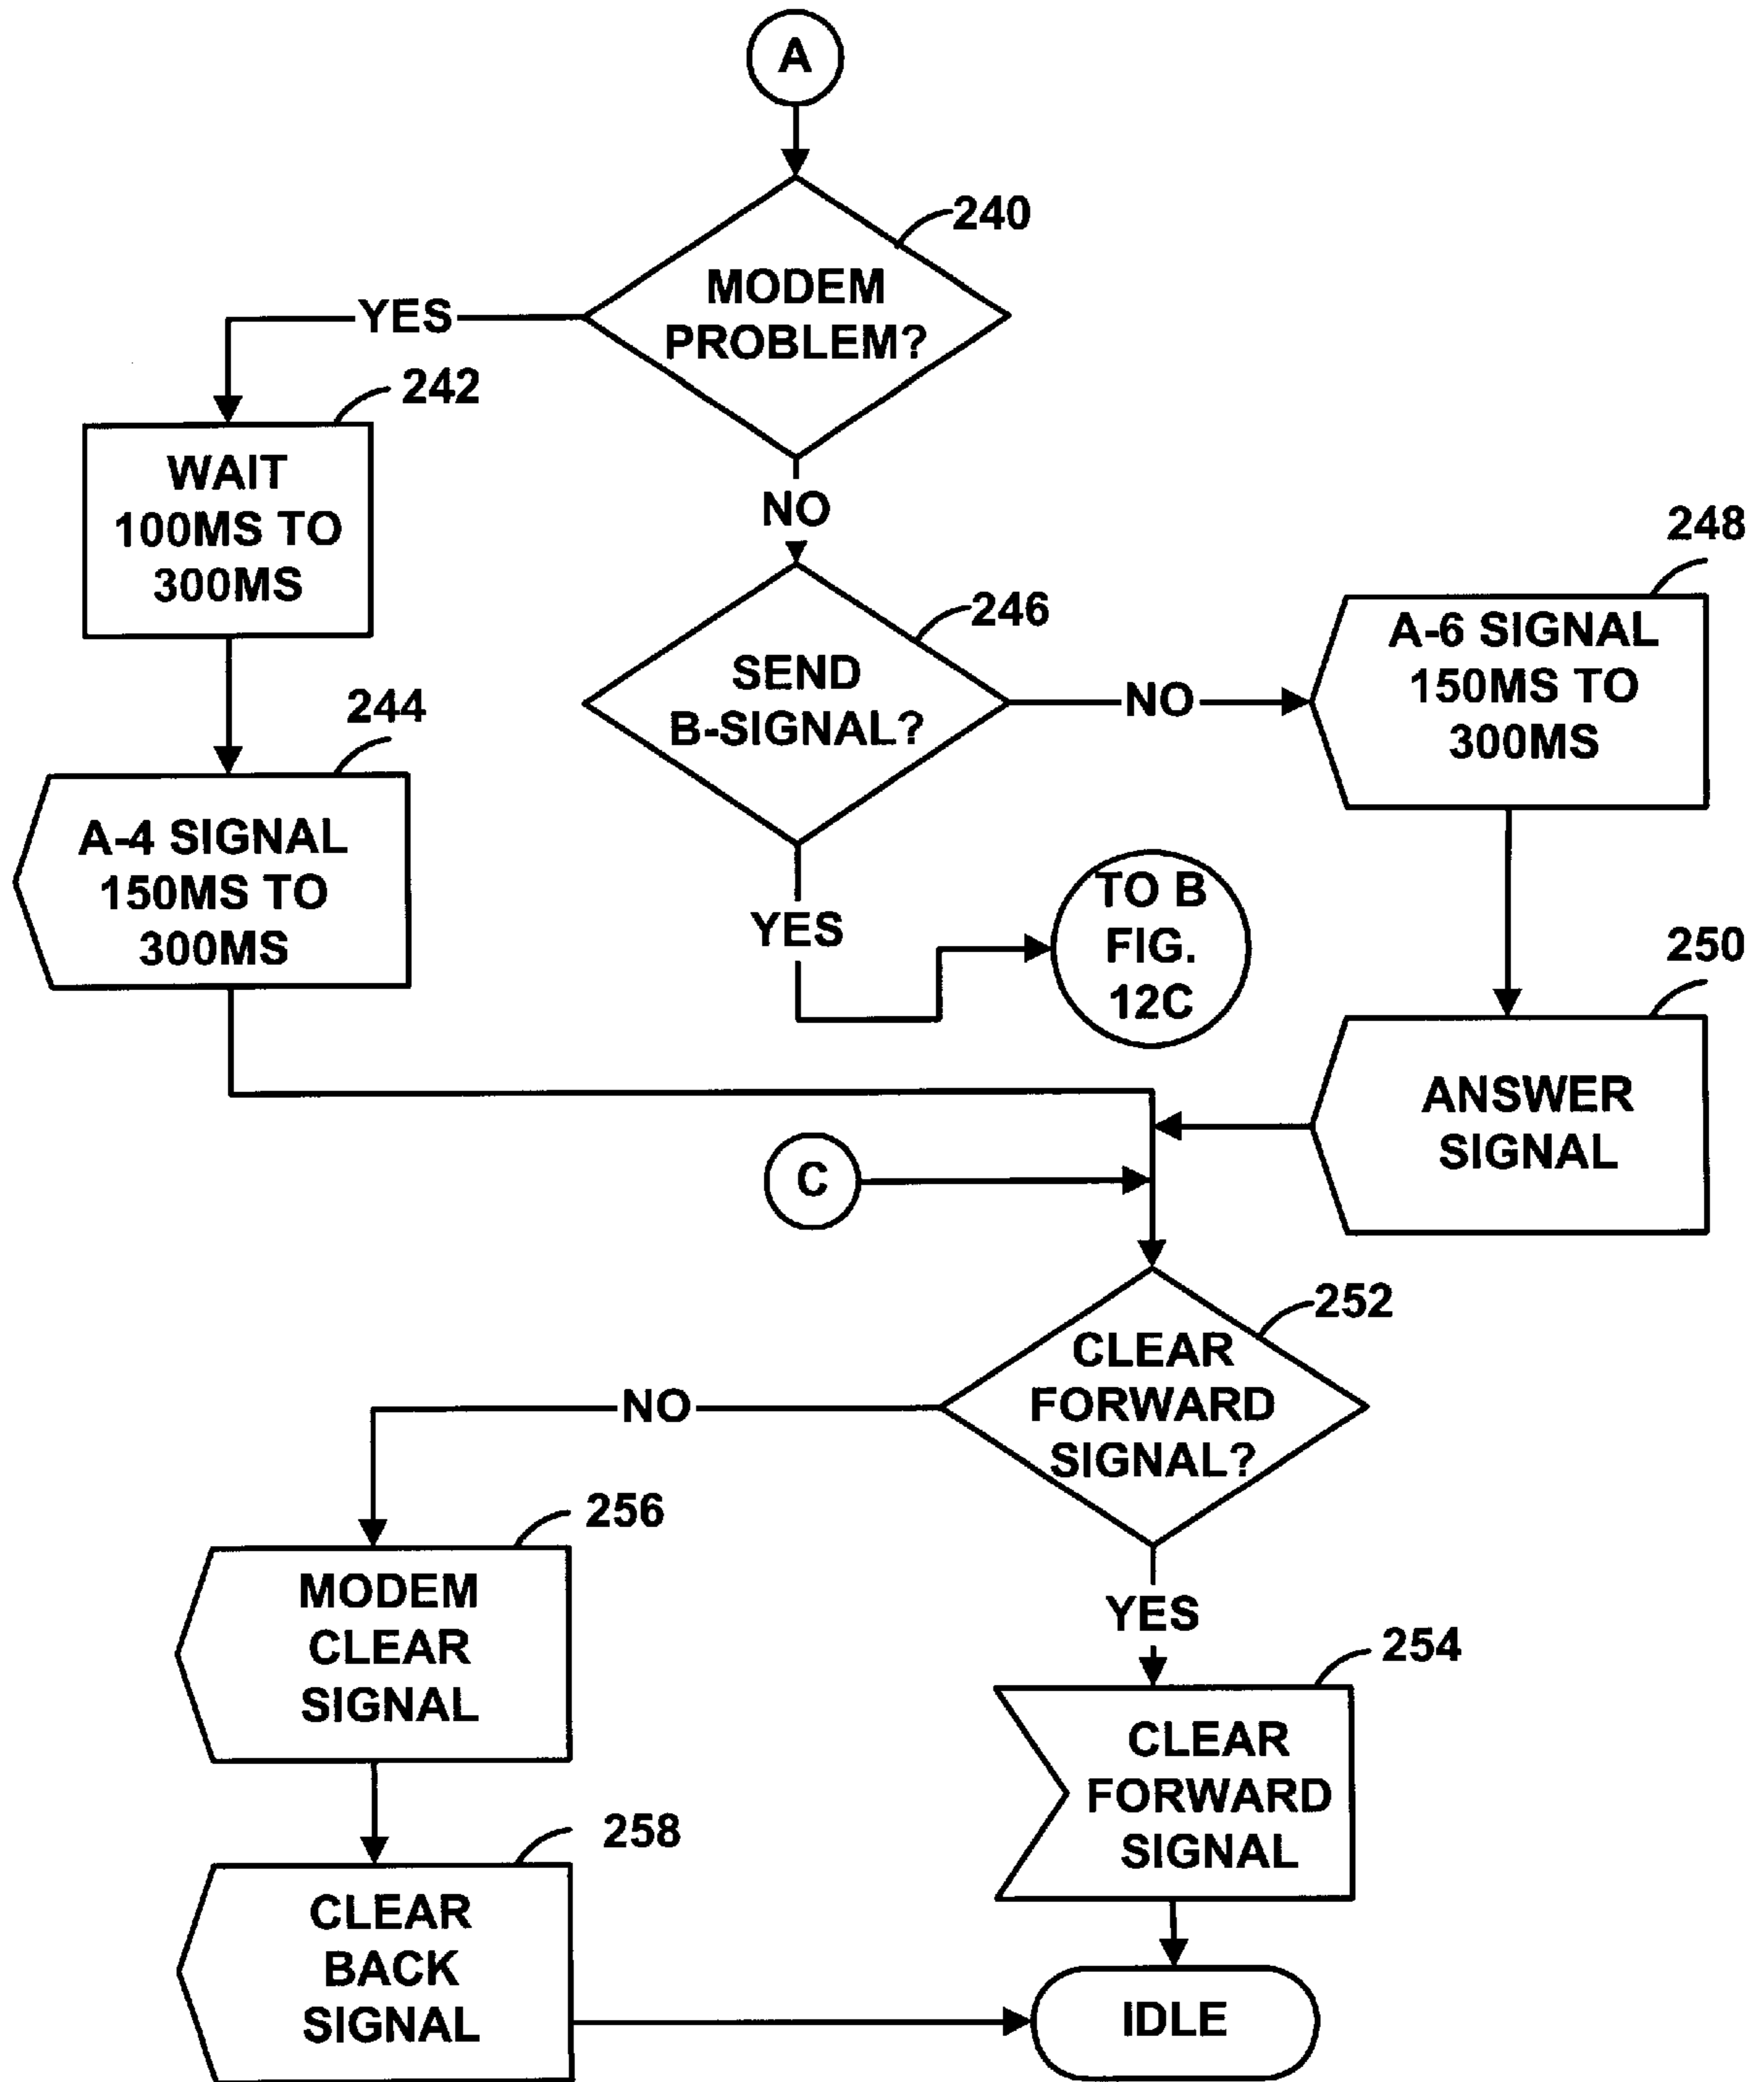 A
240
MODEM
PROBLEM?
YES
242
WAIT
100MS TO
300MS
NO
248
246
SEND
B-SIGNAL?
NO
A-6 SIGNAL
150MS TO
300MS
244
A-4 SIGNAL
150MS TO
300MS
YES
TO B
FIG.
12C
250
ANSWER
SIGNAL
C
252
CLEAR
FORWARD
SIGNAL?
NO
256
MODEM
CLEAR
SIGNAL
YES
254
CLEAR
FORWARD
SIGNAL
258
CLEAR
BACK
SIGNAL
IDLE